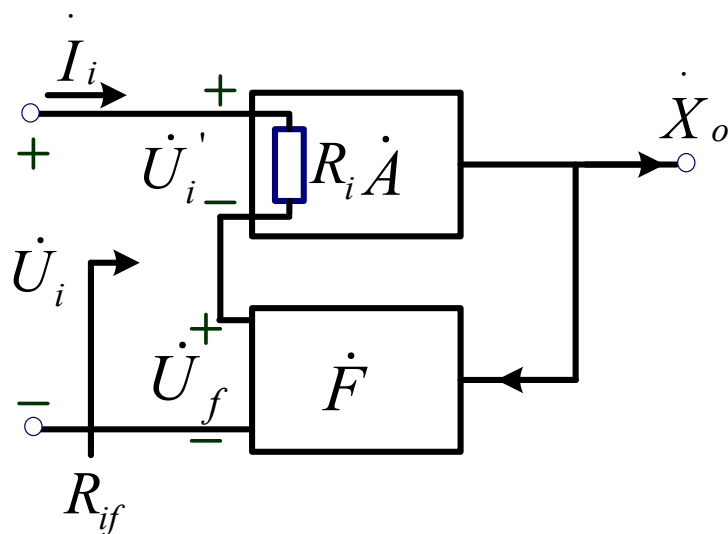 İ_i
+
U̇_i'
+
−
R_i
Ȧ
Ẋ_o
+
U̇_i
−
+
U̇_f
−
Ḟ
R_if